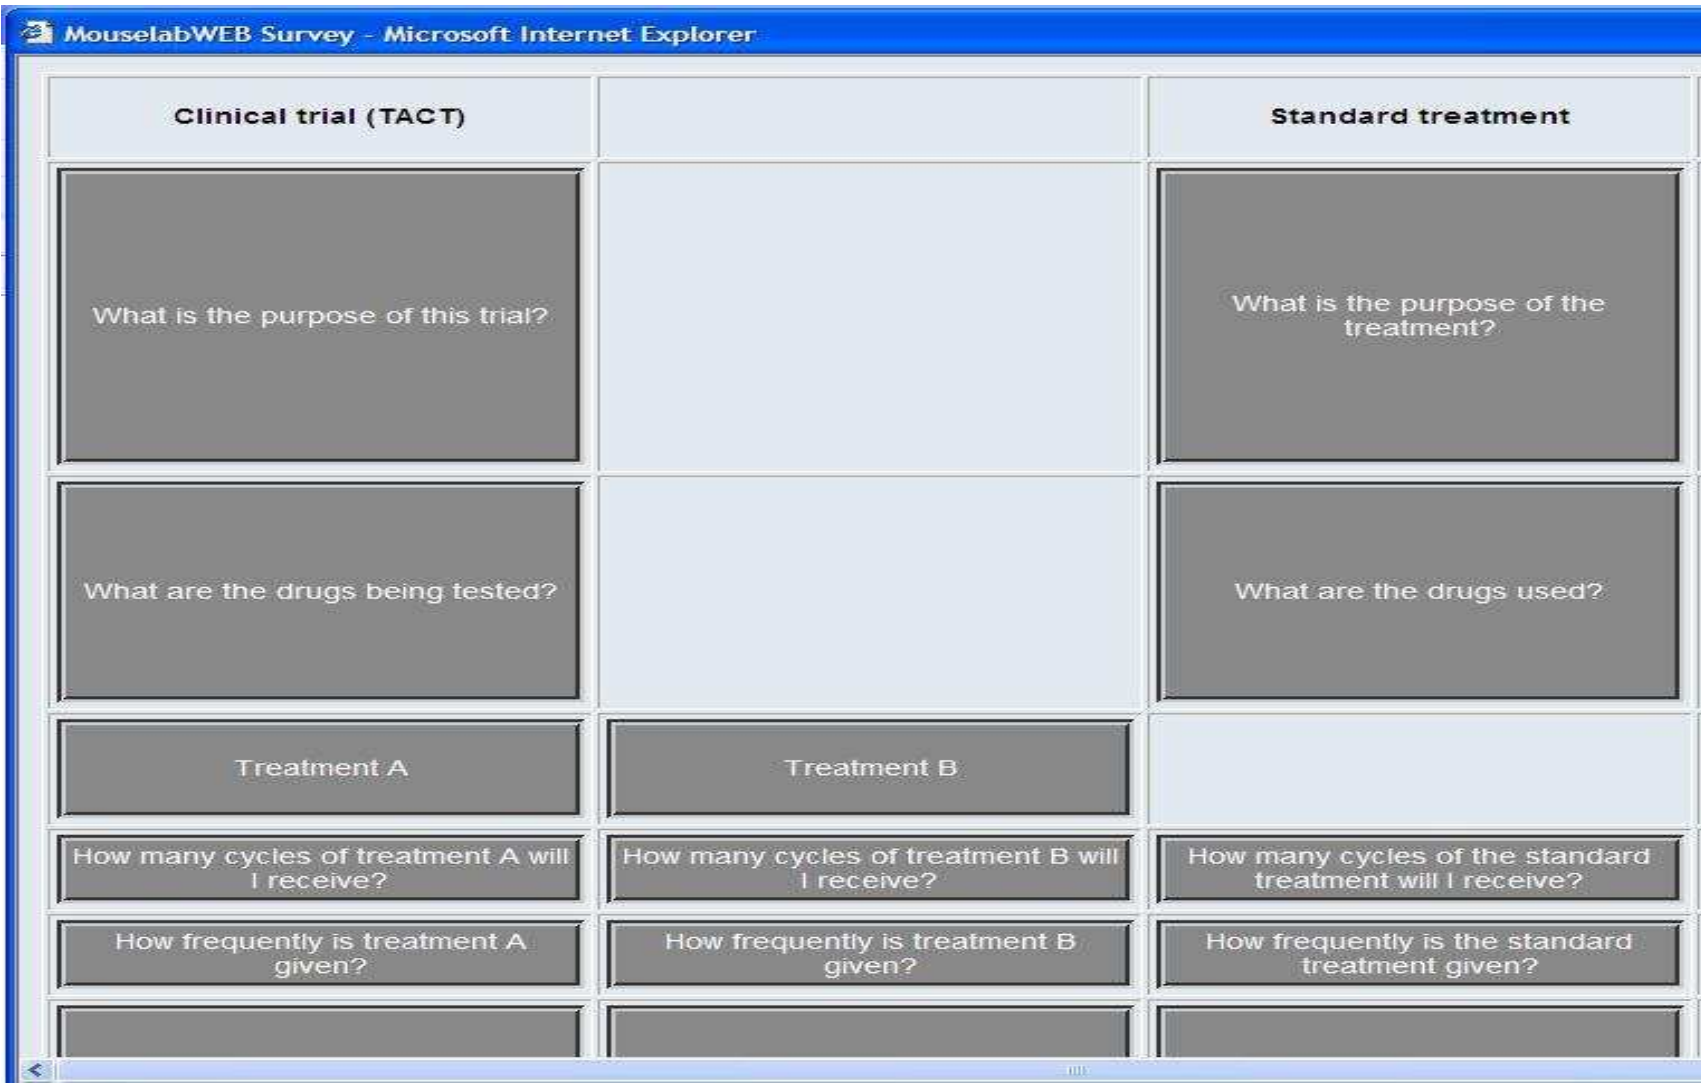 MouselabWEB Survey - Microsoft Internet Explorer
Clinical trial (TACT)
Standard treatment
What is the purpose of this trial?
What is the purpose of the
treatment?
What are the drugs being tested?
What are the drugs used?
Treatment A
Treatment B
How many cycles of treatment A will
I receive?
How many cycles of treatment B will
I receive?
How many cycles of the standard
treatment will I receive?
How frequently is treatment A
given?
How frequently is treatment B
given?
How frequently is the standard
treatment given?